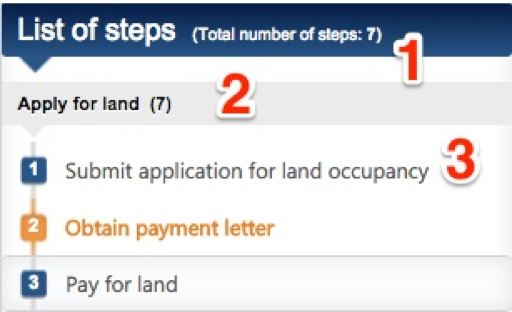 List of steps (Total number of steps: 7)
1
Apply for land (7)
2
1 Submit application for land occupancy
3
2 Obtain payment letter
3 Pay for land